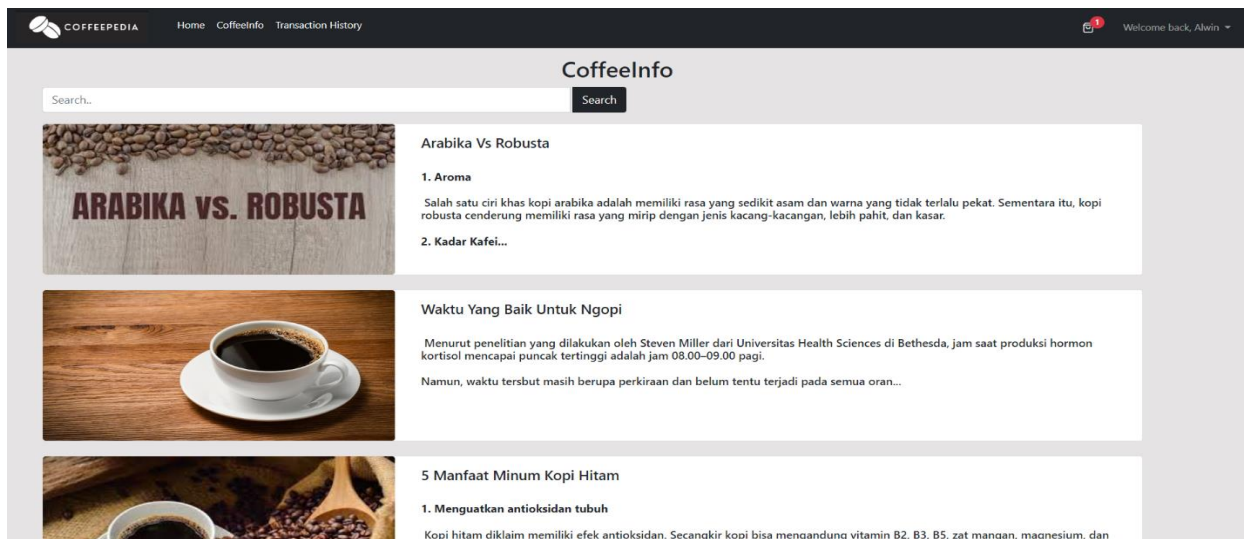 COFFEEPEDIA Home CoffeeInfo Transaction History 1 Welcome back, Alwin
CoffeeInfo
Search.. Search
ARABIKA vs. ROBUSTA
Arabika Vs Robusta
1. Aroma
Salah satu ciri khas kopi arabika adalah memiliki rasa yang sedikit asam dan warna yang tidak terlalu pekat. Sementara itu, kopi
robusta cenderung memiliki rasa yang mirip dengan jenis kacang-kacangan, lebih pahit, dan kasar.
2. Kadar Kafei...
Waktu Yang Baik Untuk Ngopi
Menurut penelitian yang dilakukan oleh Steven Miller dari Universitas Health Sciences di Bethesda, jam saat produksi hormon
kortisol mencapai puncak tertinggi adalah jam 08.00–09.00 pagi.
Namun, waktu tersbut masih berupa perkiraan dan belum tentu terjadi pada semua oran...
5 Manfaat Minum Kopi Hitam
1. Menguatkan antioksidan tubuh
Kopi hitam diklaim memiliki efek antioksidan. Secangkir kopi bisa mengandung vitamin B2, B3, B5, zat mangan, magnesium, dan